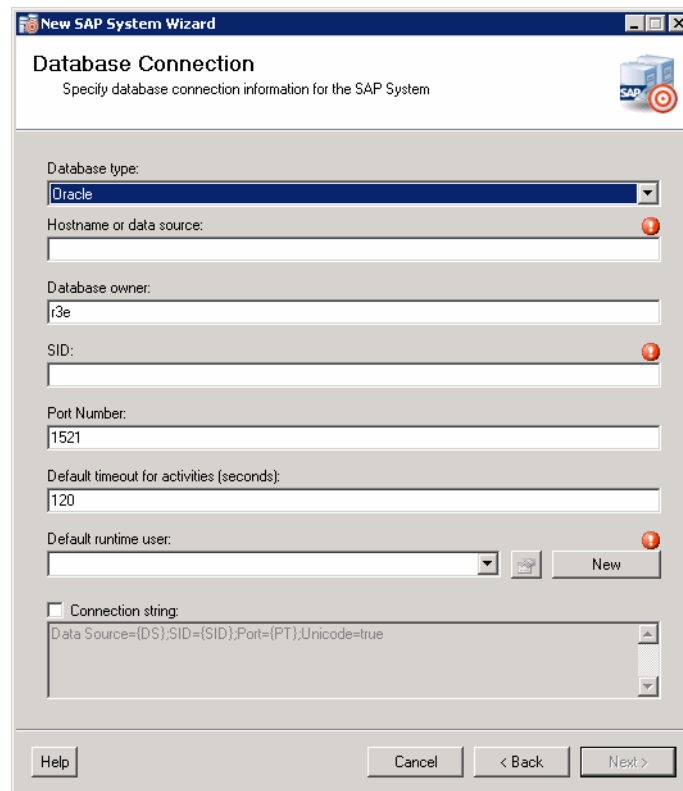 New SAP System Wizard
Database Connection
Specify database connection information for the SAP System
SAP
Database type:
Oracle
Hostname or data source:
Database owner:
r3e
SID:
Port Number:
1521
Default timeout for activities (seconds):
120
Default runtime user:
New
Connection string:
Data Source={DS};SID={SID};Port={PT};Unicode=true
Help
Cancel
< Back
Next >